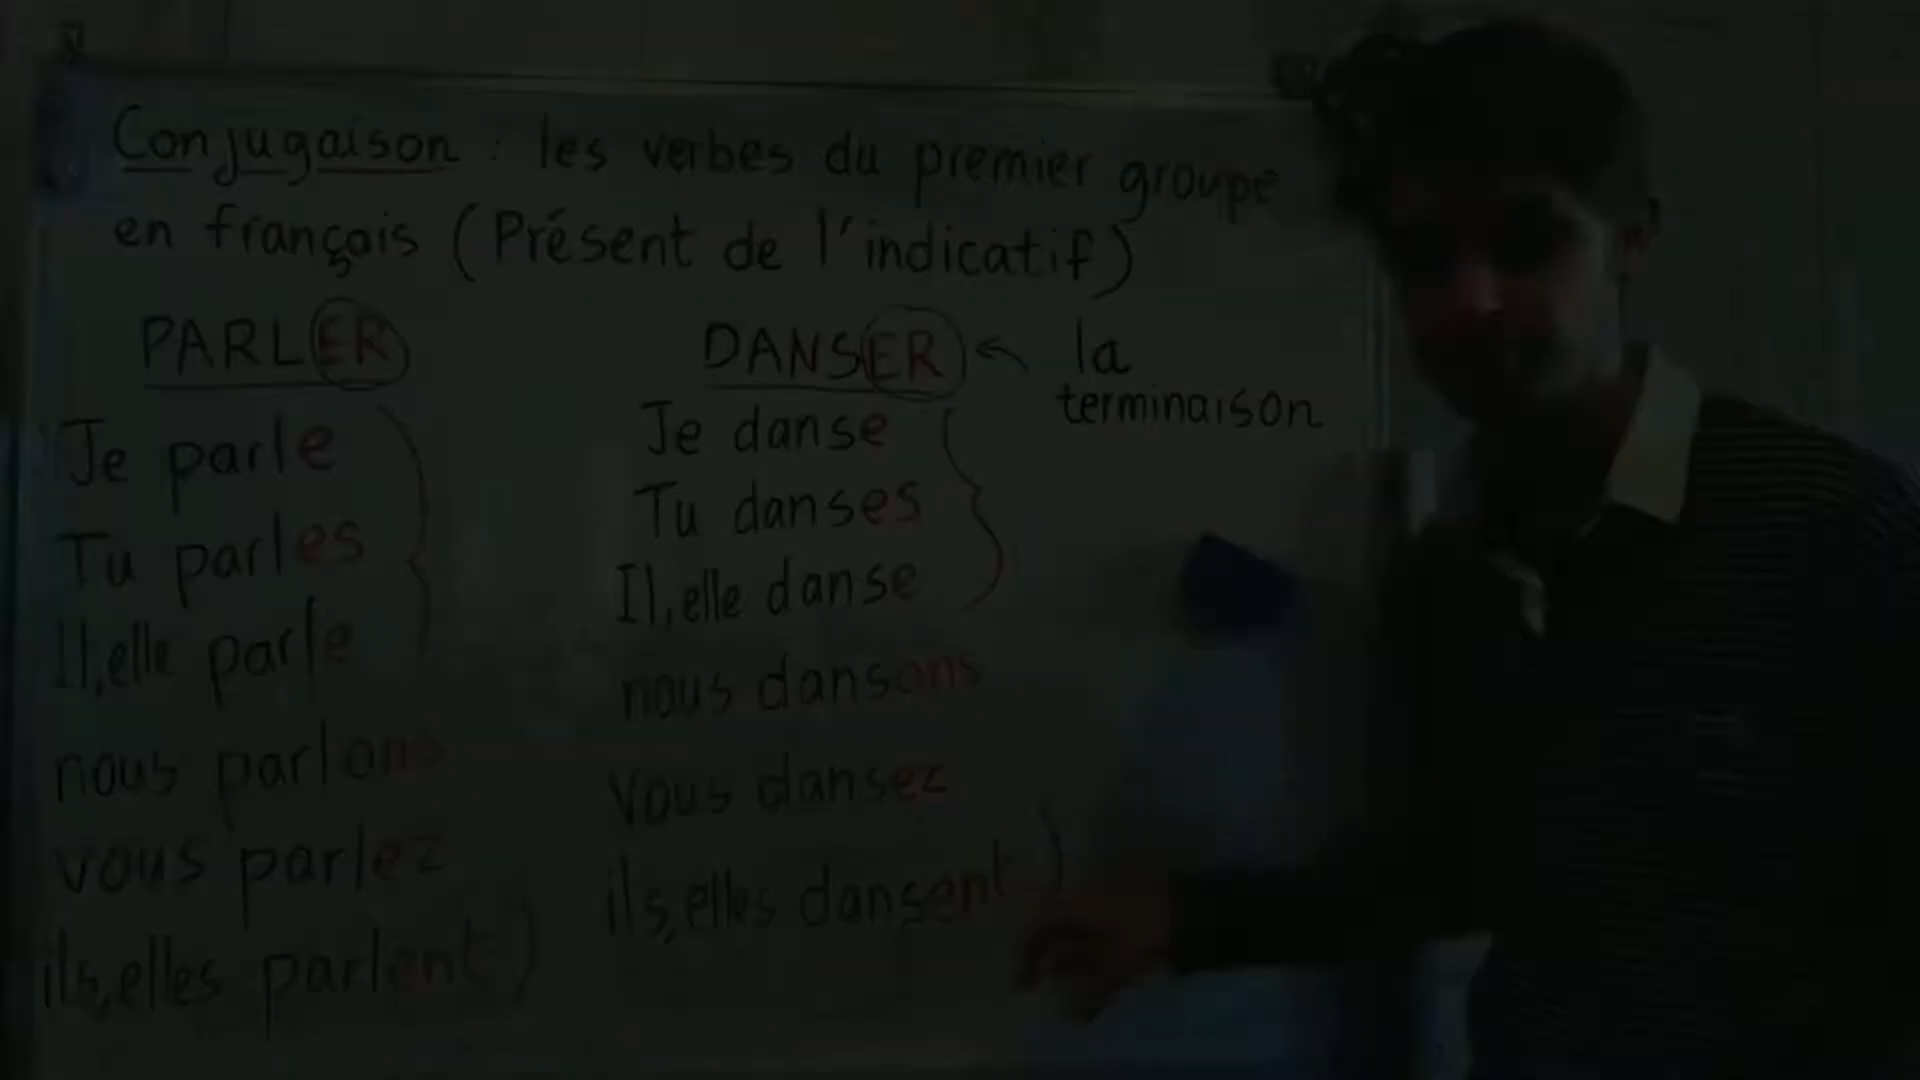 Conjugaison : les verbes du premier groupe
en français (Présent de l'indicatif)
PARLER
Je parle
Tu parles
Il, elle parle
nous parlons
vous parlez
ils, elles parlent)
DANSER ← la
terminaison
Je danse
Tu danses
Il, elle danse
nous dansons
Vous dansez
ils, elles dansent)